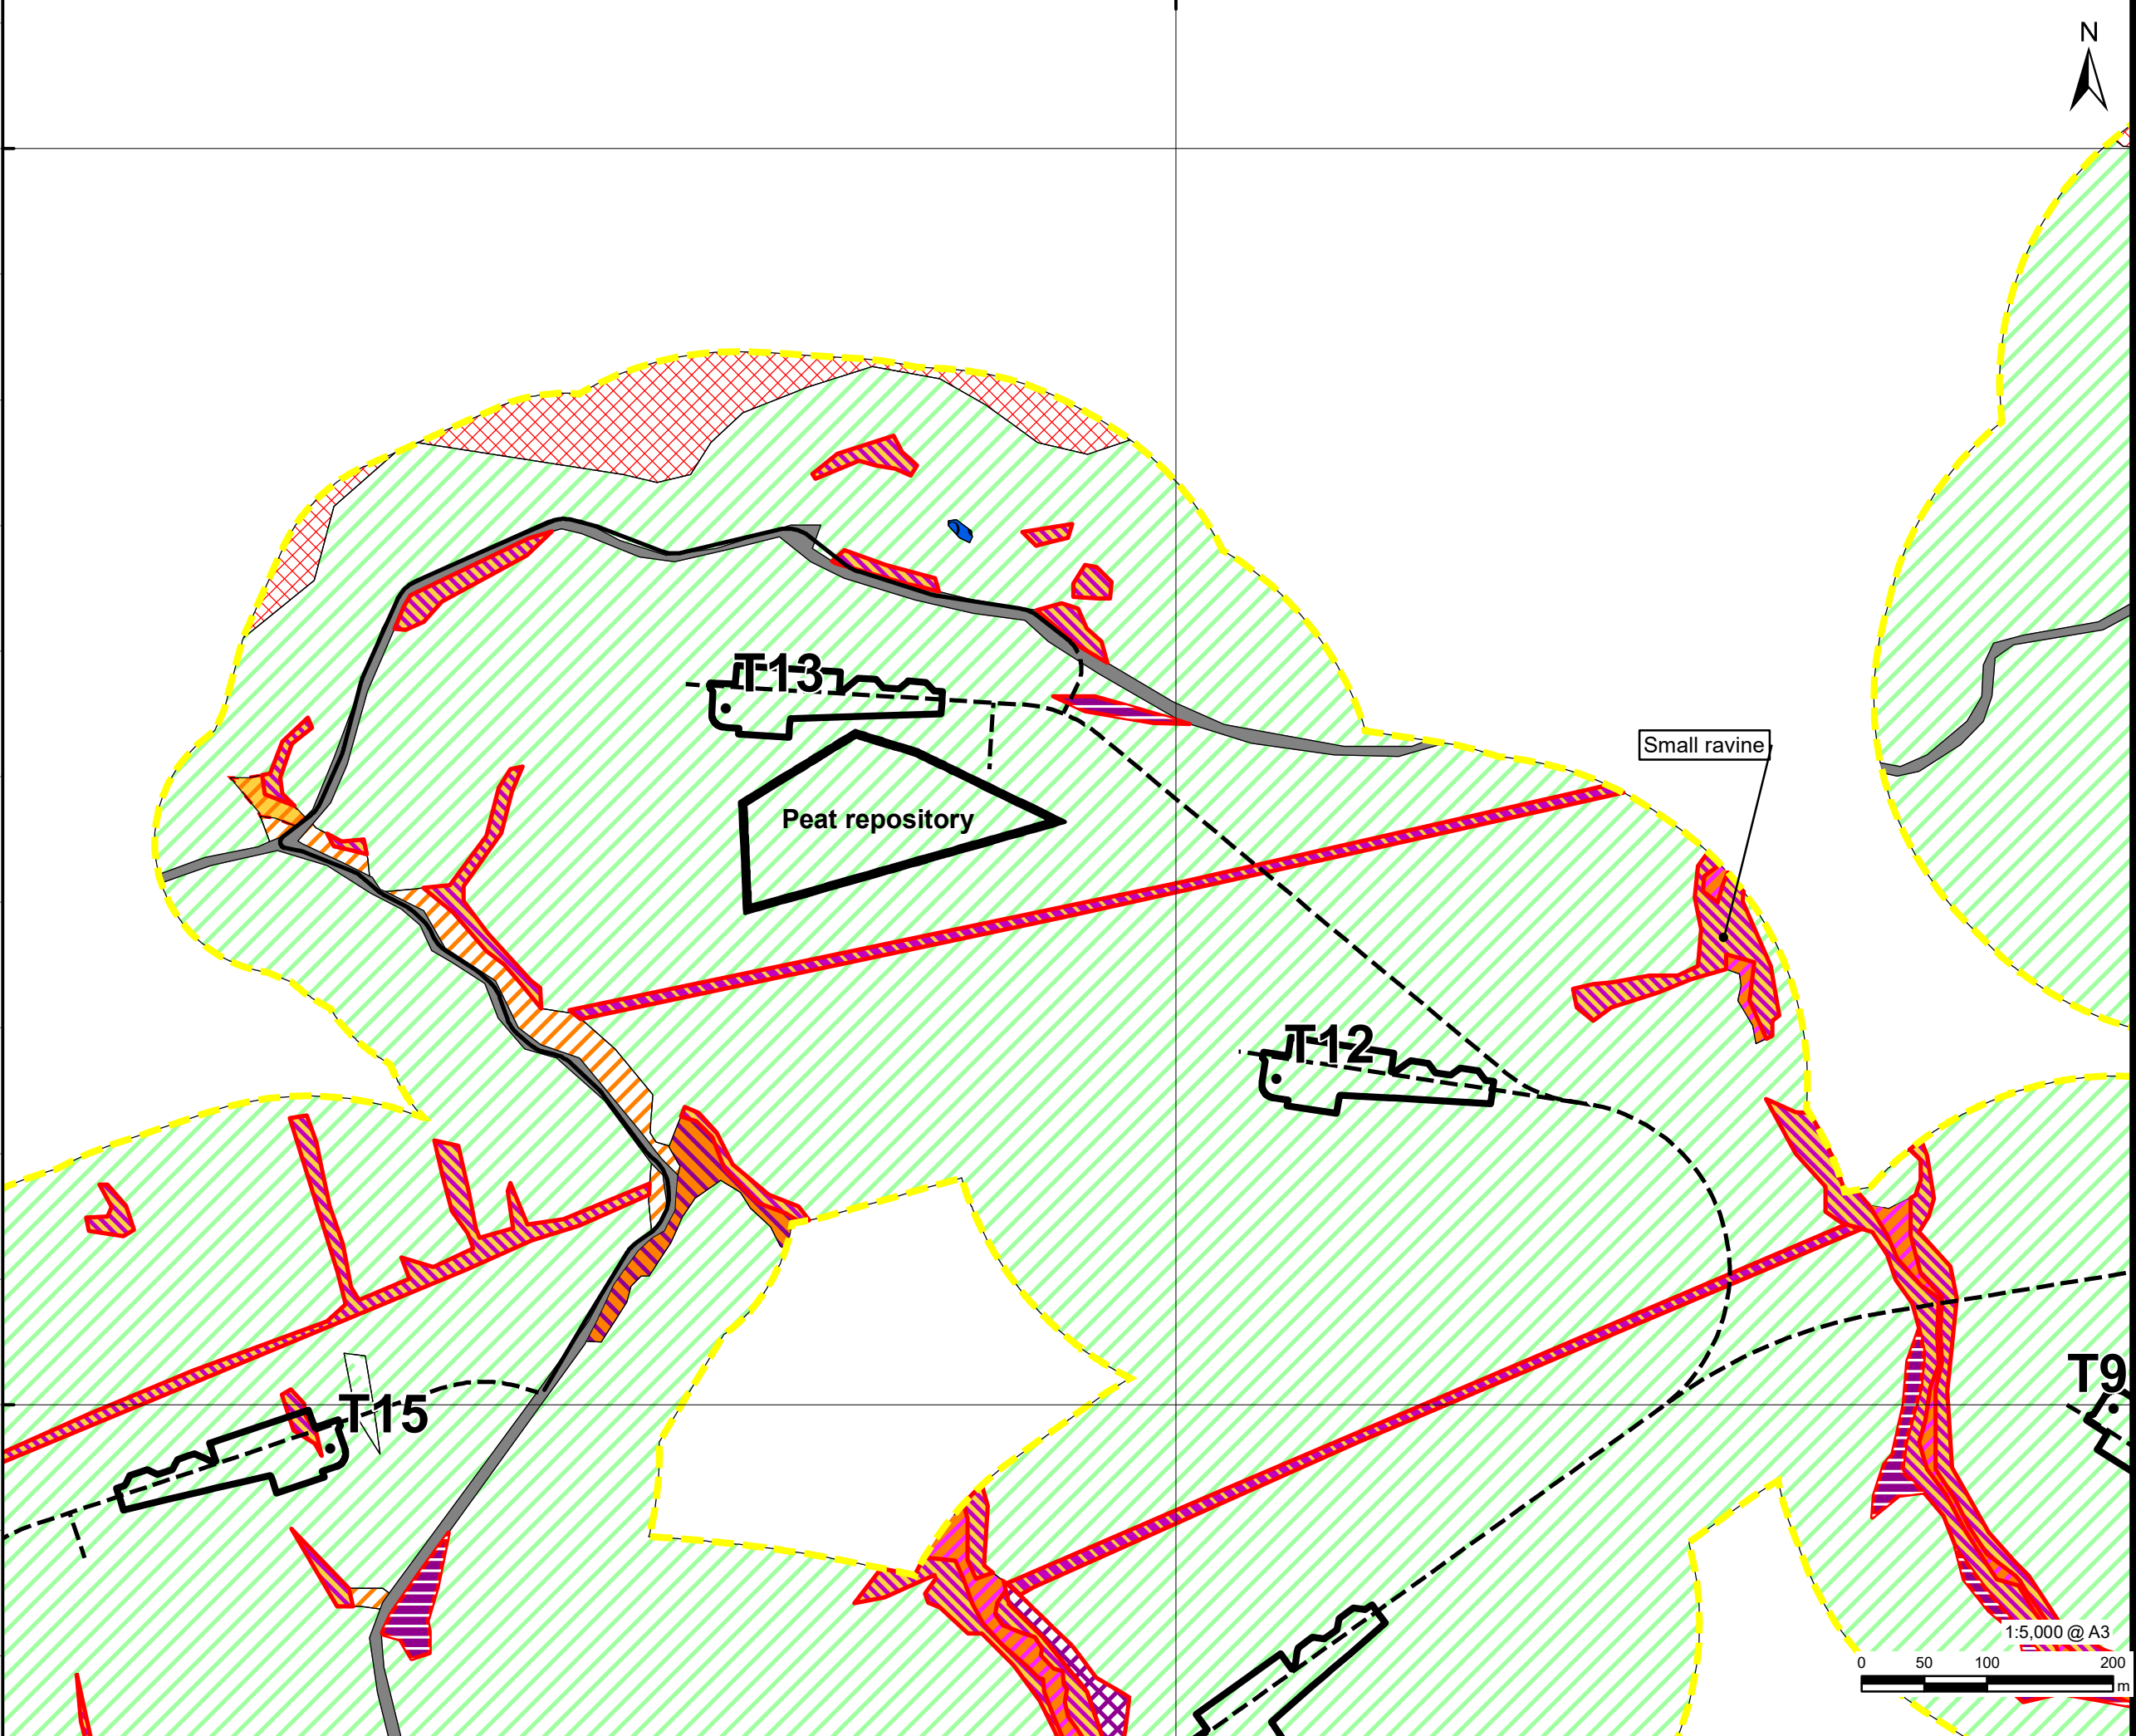 N
T13
Small ravine
Peat repository
T12
T9
T15
1:5,000 @ A3
0 50 100 200
m